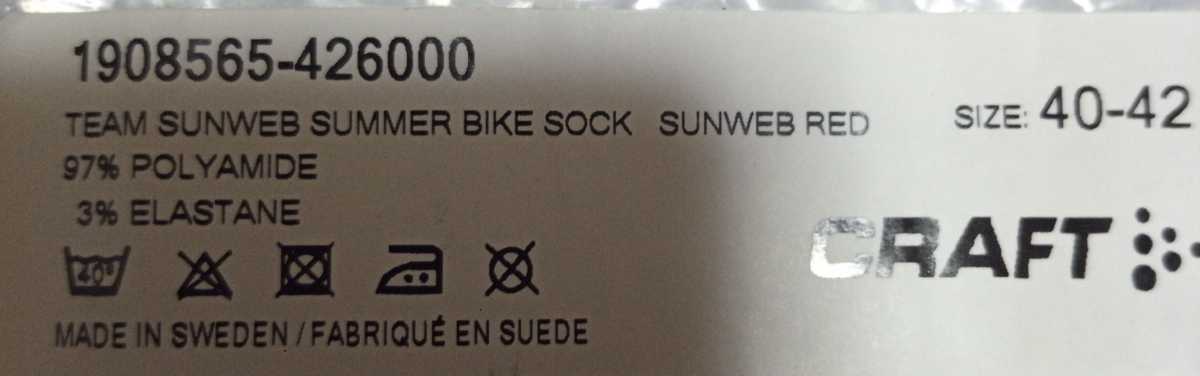 1908565-426000
TEAM SUNWEB SUMMER BIKE SOCK SUNWEB RED SIZE: 40-42
97% POLYAMIDE
3% ELASTANE
40°
CRAFT
MADE IN SWEDEN / FABRIQUÉ EN SUEDE